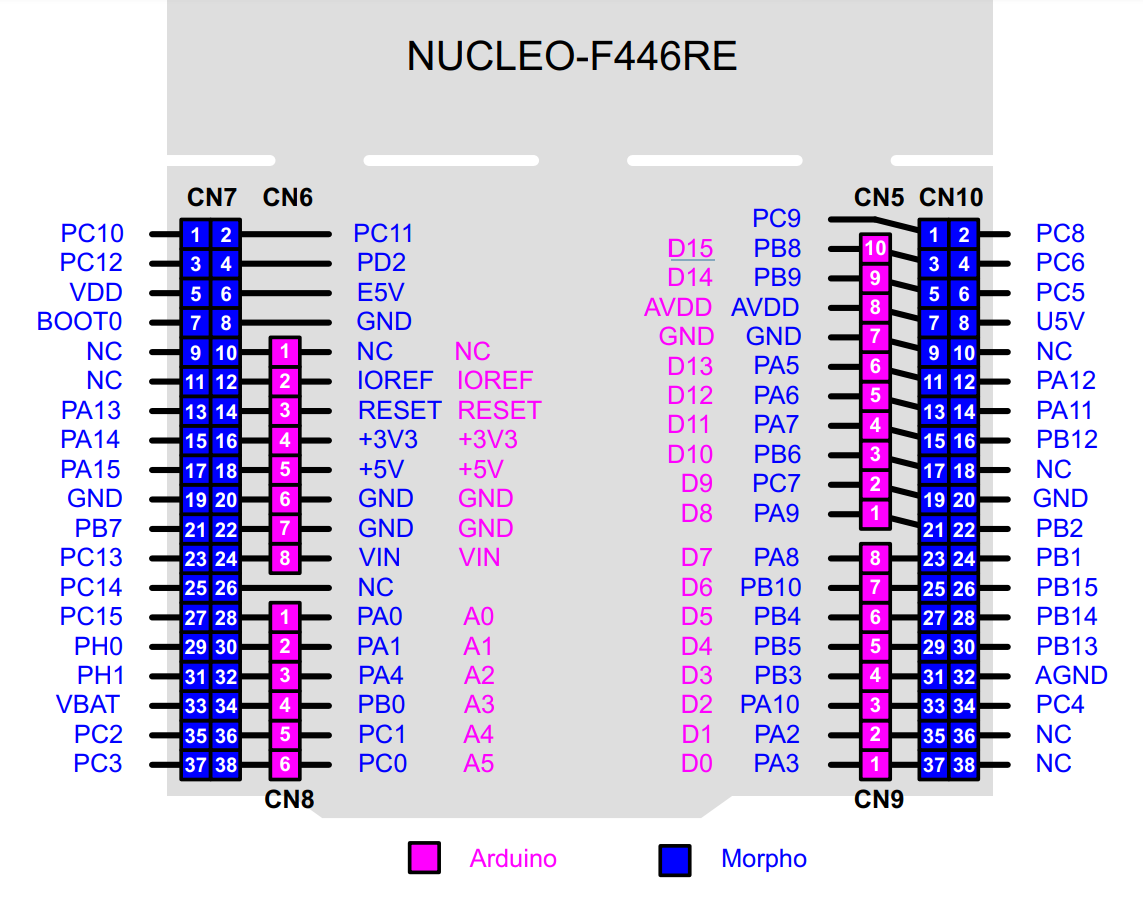 NUCLEO-F446RE
CN7 CN6 CN5 CN10
PC9
PC10 1 2 PC11 1 2 PC8
D15 PB8 10
PC12 3 4 PD2 3 4 PC6
D14 PB9 9
VDD 5 6 E5V 5 6 PC5
AVDD AVDD 8
BOOT0 7 8 GND 7 8 U5V
GND GND 7
NC 9 10 1 NC NC 9 10 NC
D13 PA5 6
NC 11 12 2 IOREF IOREF 11 12 PA12
D12 PA6 5
PA13 13 14 3 RESET RESET 13 14 PA11
D11 PA7 4
PA14 15 16 4 +3V3 +3V3 15 16 PB12
D10 PB6 3
PA15 17 18 5 +5V +5V 17 18 NC
D9 PC7 2
GND 19 20 6 GND GND 19 20 GND
D8 PA9 1
PB7 21 22 7 GND GND 21 22 PB2
PC13 23 24 8 VIN VIN D7 PA8 8 23 24 PB1
PC14 25 26 NC D6 PB10 7 25 26 PB15
PC15 27 28 1 PA0 A0 D5 PB4 6 27 28 PB14
PH0 29 30 2 PA1 A1 D4 PB5 5 29 30 PB13
PH1 31 32 3 PA4 A2 D3 PB3 4 31 32 AGND
VBAT 33 34 4 PB0 A3 D2 PA10 3 33 34 PC4
PC2 35 36 5 PC1 A4 D1 PA2 2 35 36 NC
PC3 37 38 6 PC0 A5 D0 PA3 1 37 38 NC
CN8 CN9
Arduino Morpho